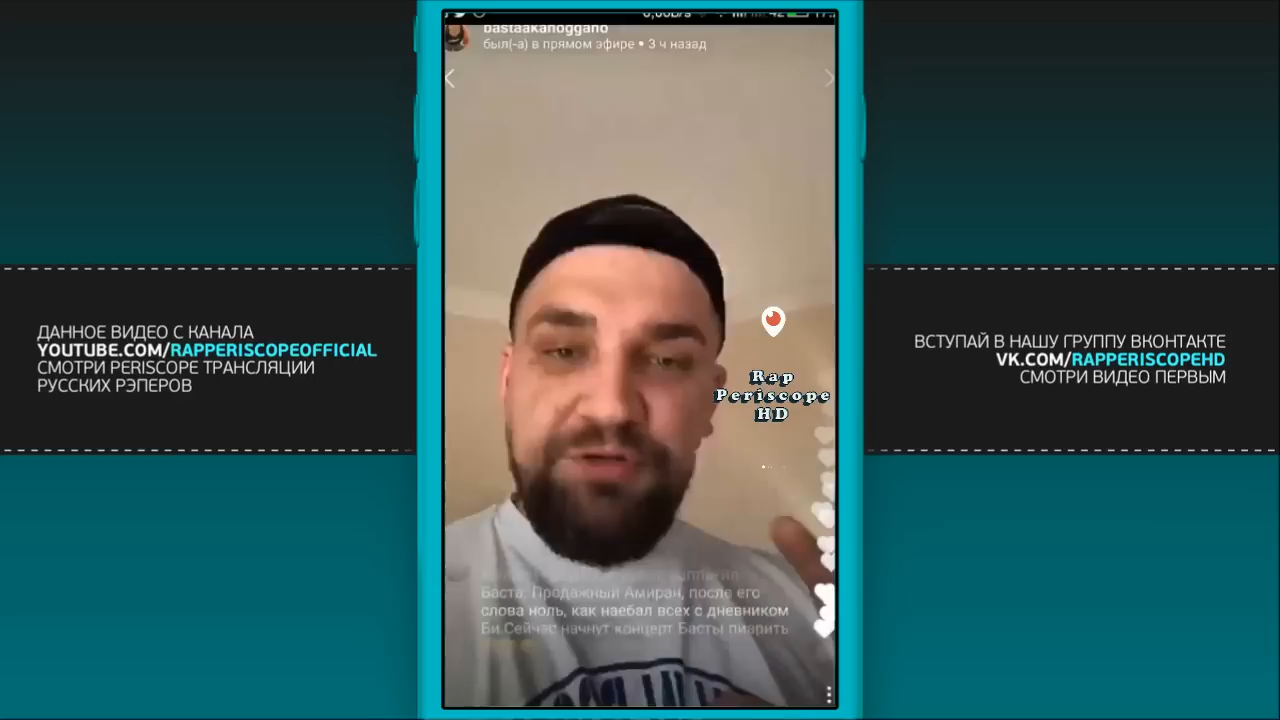 bastaakanoggano
был(-а) в прямом эфире • 3 ч назад
ДАННОЕ ВИДЕО С КАНАЛА
YOUTUBE.COM/RAPPERISCOPEOFFICIAL
СМОТРИ PERISCOPE ТРАНСЛЯЦИИ
РУССКИХ РЭПЕРОВ
Rap
Periscope
HD
ВСТУПАЙ В НАШУ ГРУППУ ВКОНТАКТЕ
VK.COM/RAPPERISCOPEHD
СМОТРИ ВИДЕО ПЕРВЫМ
Баста, Продажный Амиран, после его
слова ноль, как наебал всех с дневником
Би.Сейчас начнут концерт Басты пиарить